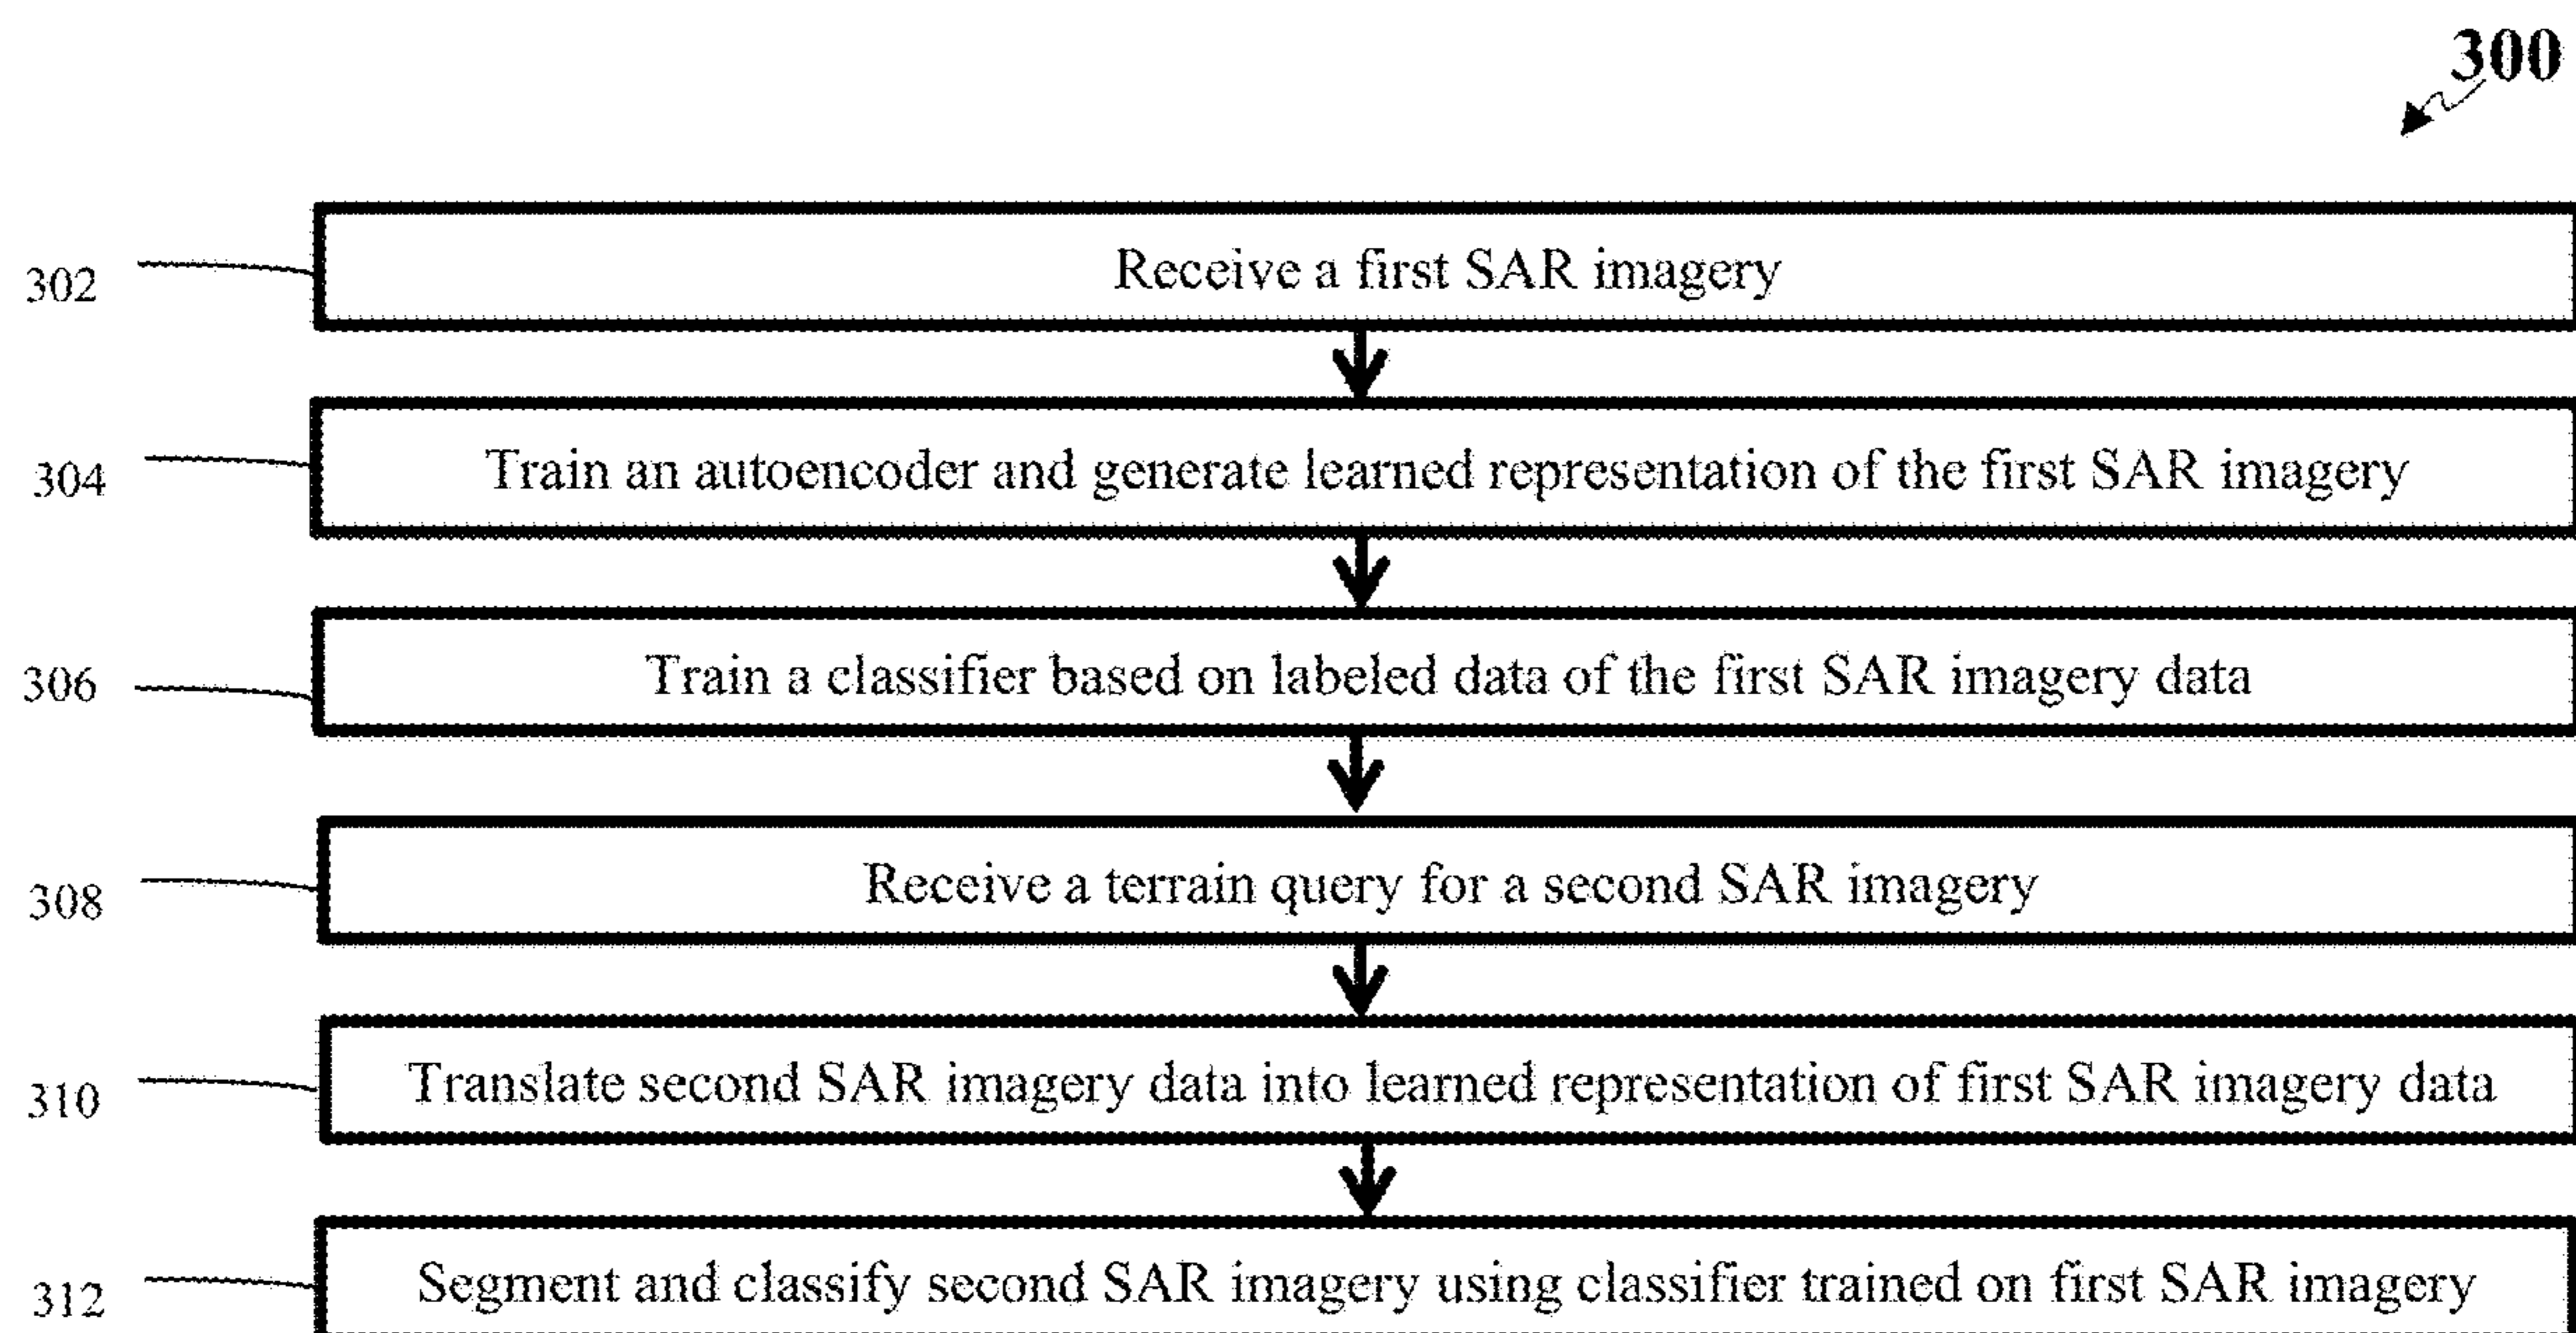 300
302 Receive a first SAR imagery
304 Train an autoencoder and generate learned representation of the first SAR imagery
306 Train a classifier based on labeled data of the first SAR imagery data
308 Receive a terrain query for a second SAR imagery
310 Translate second SAR imagery data into learned representation of first SAR imagery data
312 Segment and classify second SAR imagery using classifier trained on first SAR imagery